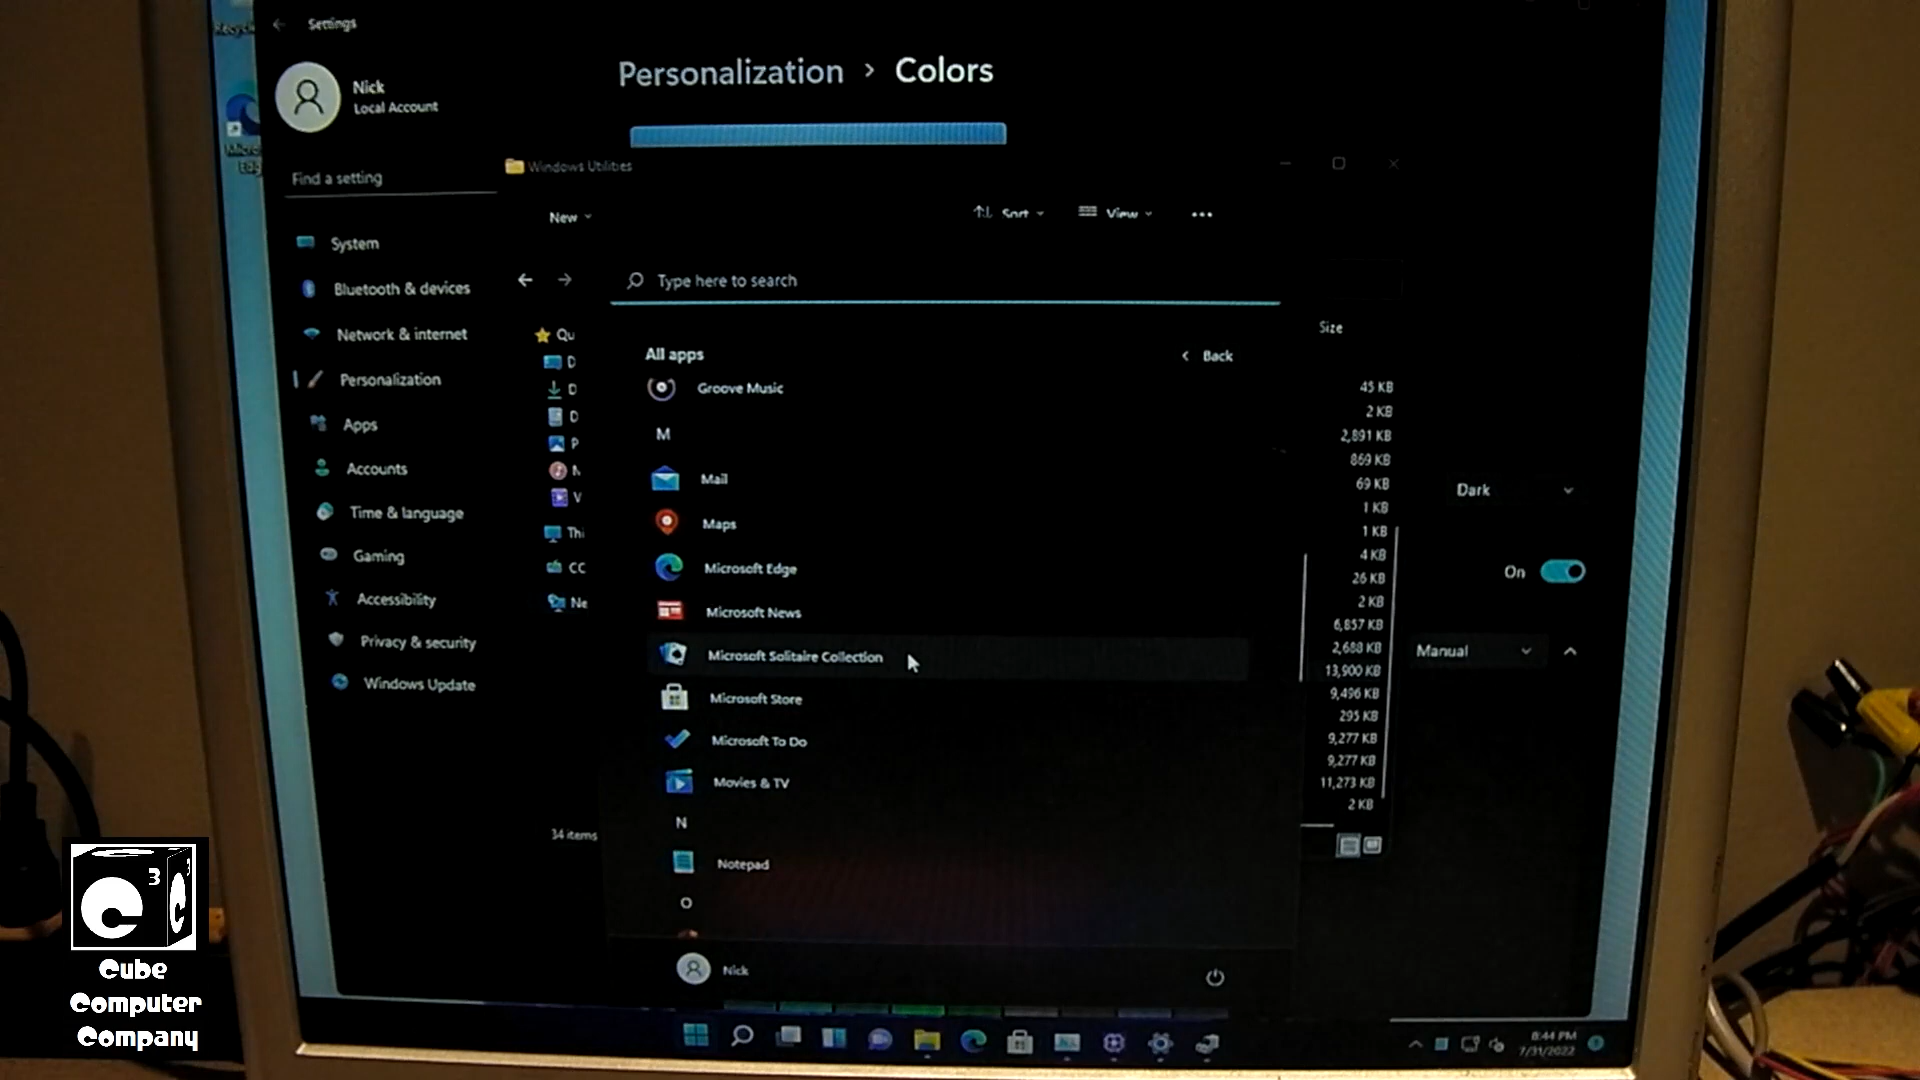 Settings
Nick
Local Account
Personalization > Colors
Find a setting
Windows Utilities
New
Sort
View
System
Bluetooth & devices
Network & internet
Personalization
Apps
Accounts
Time & language
Gaming
Accessibility
Privacy & security
Windows Update
Type here to search
Size
All apps
Back
Groove Music
M
Mail
Maps
Microsoft Edge
Microsoft News
Microsoft Solitaire Collection
Microsoft Store
Microsoft To Do
Movies & TV
N
Notepad
O
Qu
D
D
D
P
V
Thi
CC
Ne
34 items
45 KB
2 KB
2,891 KB
869 KB
69 KB
1 KB
1 KB
4 KB
26 KB
2 KB
6,857 KB
2,688 KB
13,900 KB
9,496 KB
295 KB
9,277 KB
9,277 KB
11,273 KB
2 KB
Dark
On
Manual
Nick
8:44 PM
7/31/2022
Cube
Computer
Company